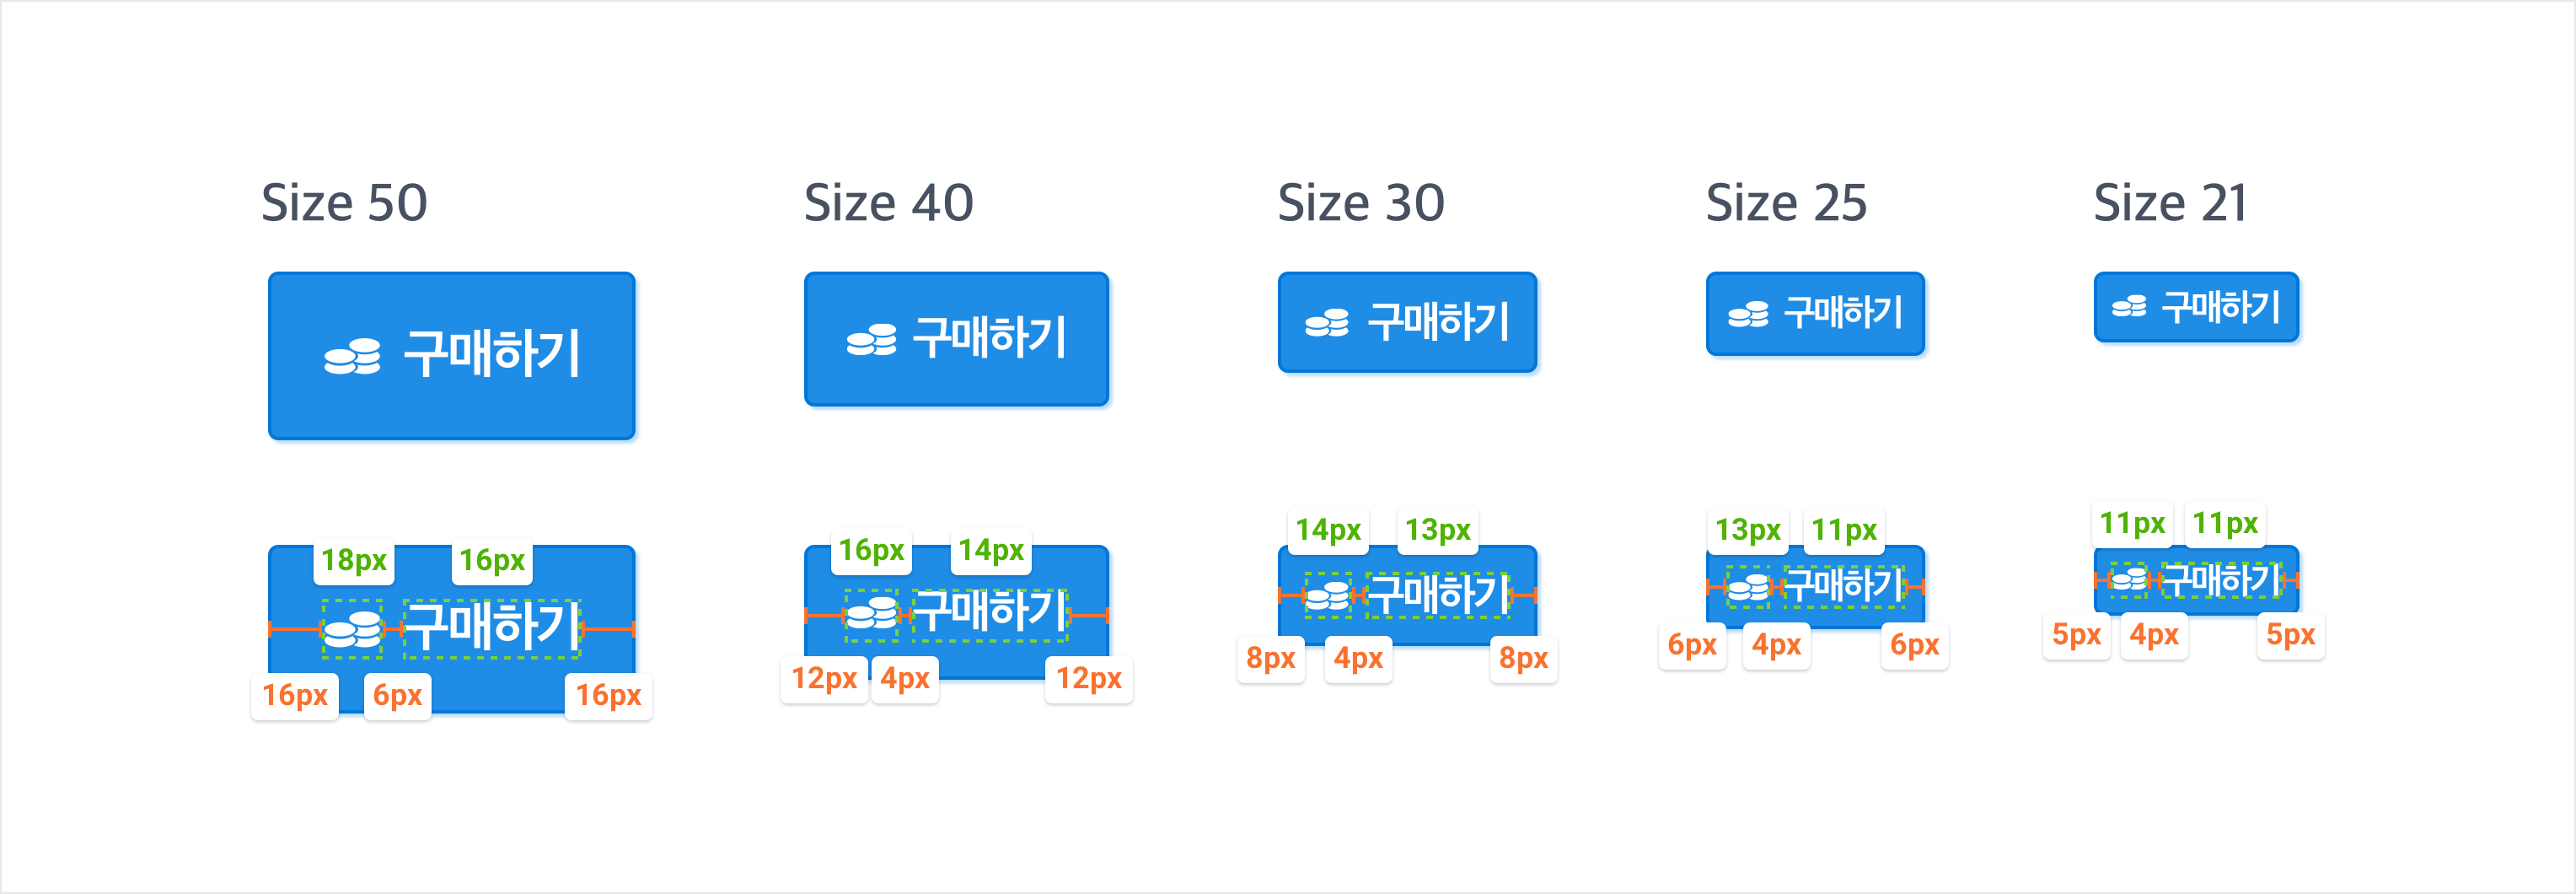 Size 50
Size 40
Size 30
Size 25
Size 21
구매하기
구매하기
구매하기
구매하기
구매하기
18px 16px
구매하기
16px 6px 16px
16px 14px
구매하기
12px 4px 12px
14px 13px
구매하기
8px 4px 8px
13px 11px
구매하기
6px 4px 6px
11px 11px
구매하기
5px 4px 5px